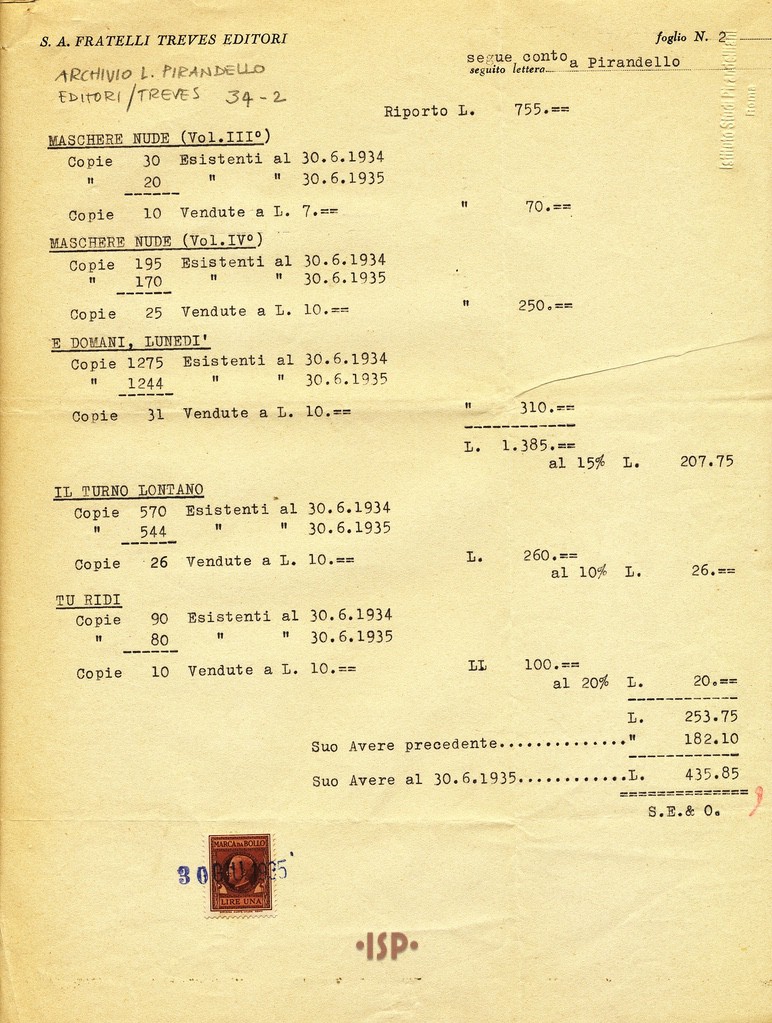 S. A. FRATELLI TREVES EDITORI
foglio N. 2
segue conto a Pirandello
seguito lettera
ARCHIVIO L. PIRANDELLO
EDITORI/TREVES 34-2
Istituto Studi Pirandelliani
Roma
Riporto L. 755.==
MASCHERE NUDE (Vol.III°)
Copie 30 Esistenti al 30.6.1934
" 20 " " 30.6.1935
Copie 10 Vendute a L. 7.== " 70.==
MASCHERE NUDE (Vol.IV°)
Copie 195 Esistenti al 30.6.1934
" 170 " " 30.6.1935
Copie 25 Vendute a L. 10.== " 250.==
E DOMANI, LUNEDI'
Copie 1275 Esistenti al 30.6.1934
" 1244 " " 30.6.1935
Copie 31 Vendute a L. 10.== " 310.==
L. 1.385.==
al 15% L. 207.75
IL TURNO LONTANO
Copie 570 Esistenti al 30.6.1934
" 544 " " 30.6.1935
Copie 26 Vendute a L. 10.== L. 260.==
al 10% L. 26.==
TU RIDI
Copie 90 Esistenti al 30.6.1934
" 80 " " 30.6.1935
Copie 10 Vendute a L. 10.== LL 100.==
al 20% L. 20.==
L. 253.75
Suo Avere precedente.............." 182.10
Suo Avere al 30.6.1935............L. 435.85
S.E.& O.
MARCA DA BOLLO
30 GIU 1935
LIRE UNA
·ISP·